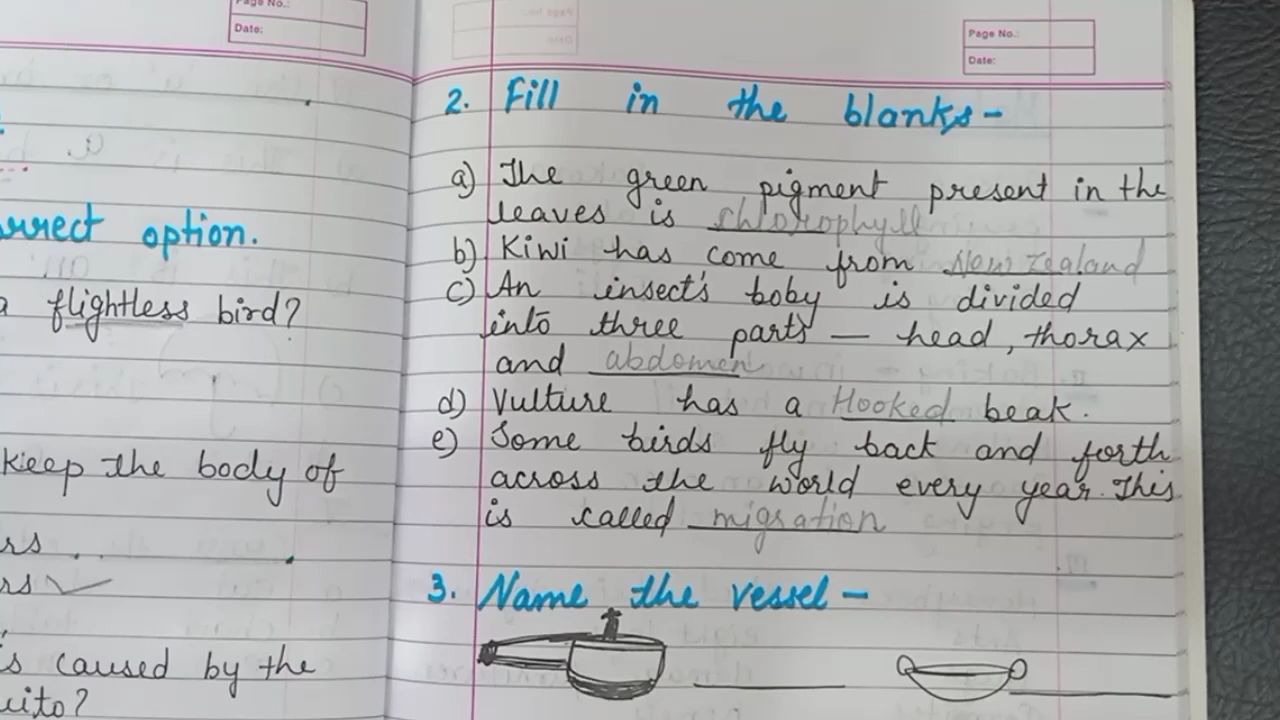 Page No.:
Date:
urrect option.
a flightless bird?
keep the body of
rs
rs
is caused by the
uito?
Page No.:
Date:
2. Fill in the blanks-
a) The green pigment present in the
leaves is chlorophyll
b) Kiwi has come from New Zealand
c) An insect's boby is divided
into three parts — head, thorax
and abdomen
d) Vulture has a Hooked beak.
e) Some birds fly back and forth
across the world every year. This
is called migration
3. Name the vessel-